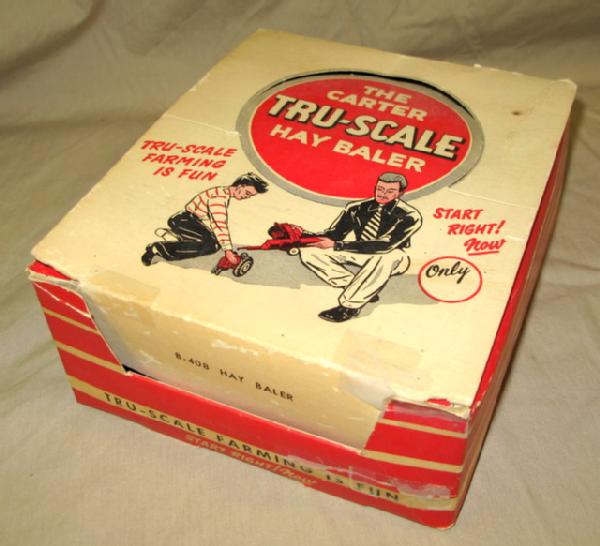 THE
CARTER
TRU-SCALE
HAY BALER
TRU-SCALE
FARMING
IS FUN
START
RIGHT!
now
Only
B-408 HAY BALER
TRU-SCALE FARMING IS FUN
START RIGHT! Now